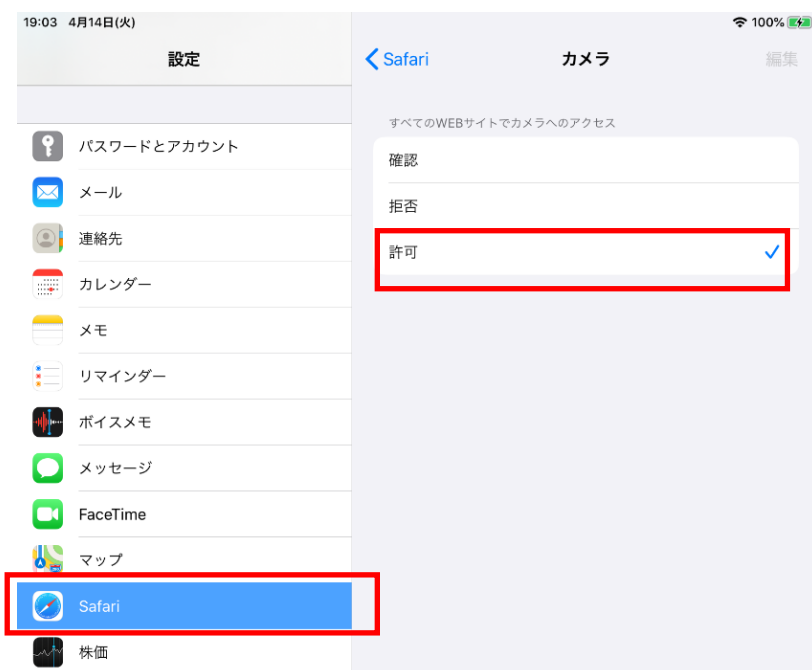 19:03 4月14日(火)
100%
設定
パスワードとアカウント
メール
連絡先
カレンダー
メモ
リマインダー
ボイスメモ
メッセージ
FaceTime
マップ
Safari
株価
Safari
カメラ
編集
すべてのWEBサイトでカメラへのアクセス
確認
拒否
許可